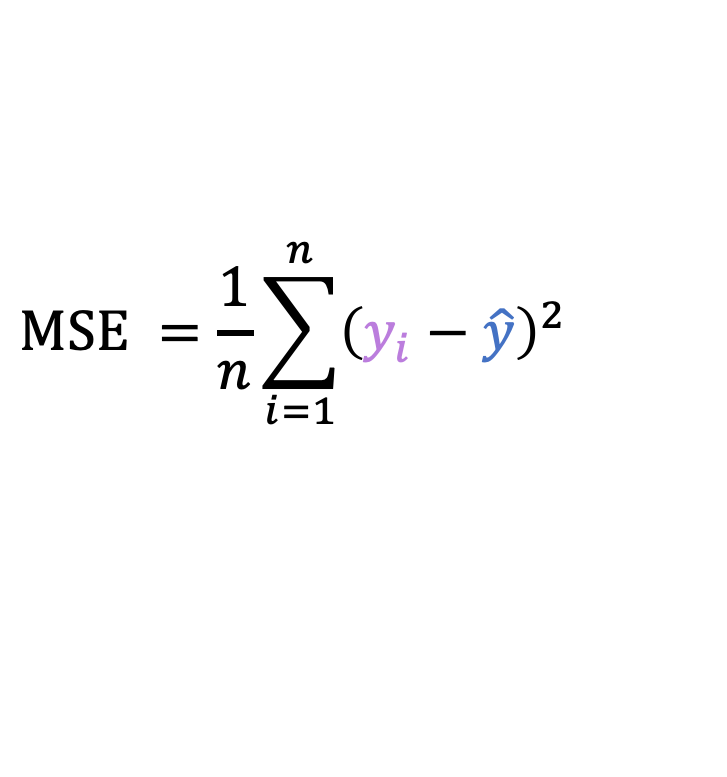 MSE = 1/n ∑_{i=1}^{n} (y_i − ŷ)²